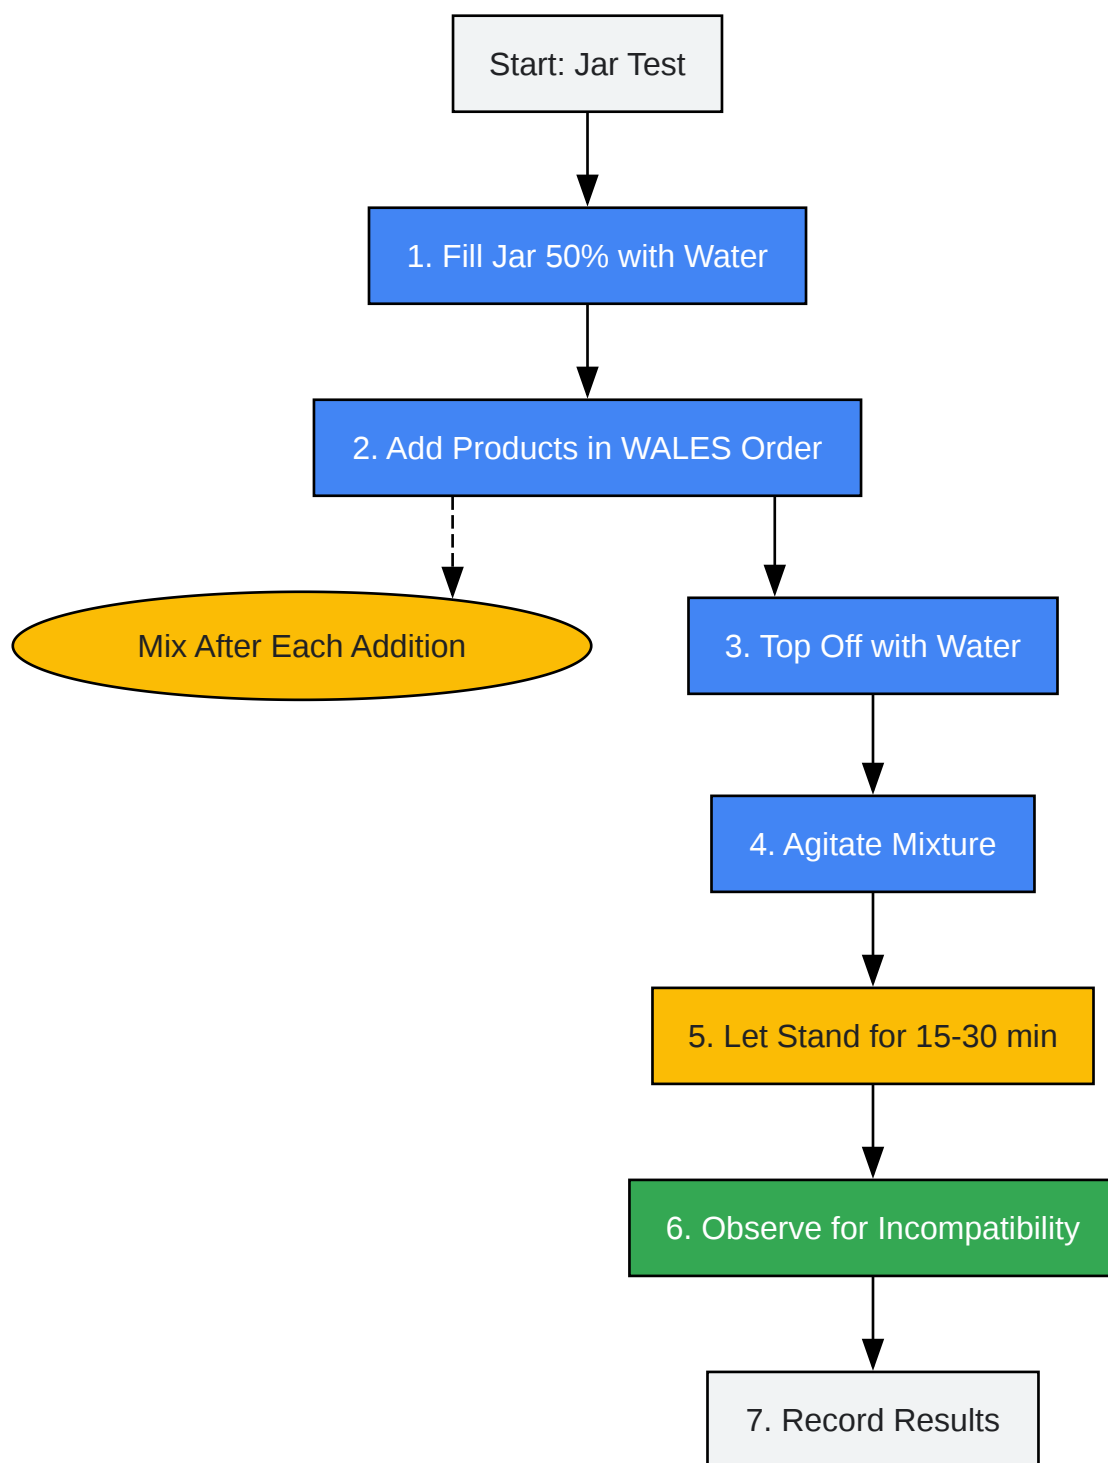 Start: Jar Test
1. Fill Jar 50% with Water
2. Add Products in WALES Order
Mix After Each Addition
3. Top Off with Water
4. Agitate Mixture
5. Let Stand for 15-30 min
6. Observe for Incompatibility
7. Record Results